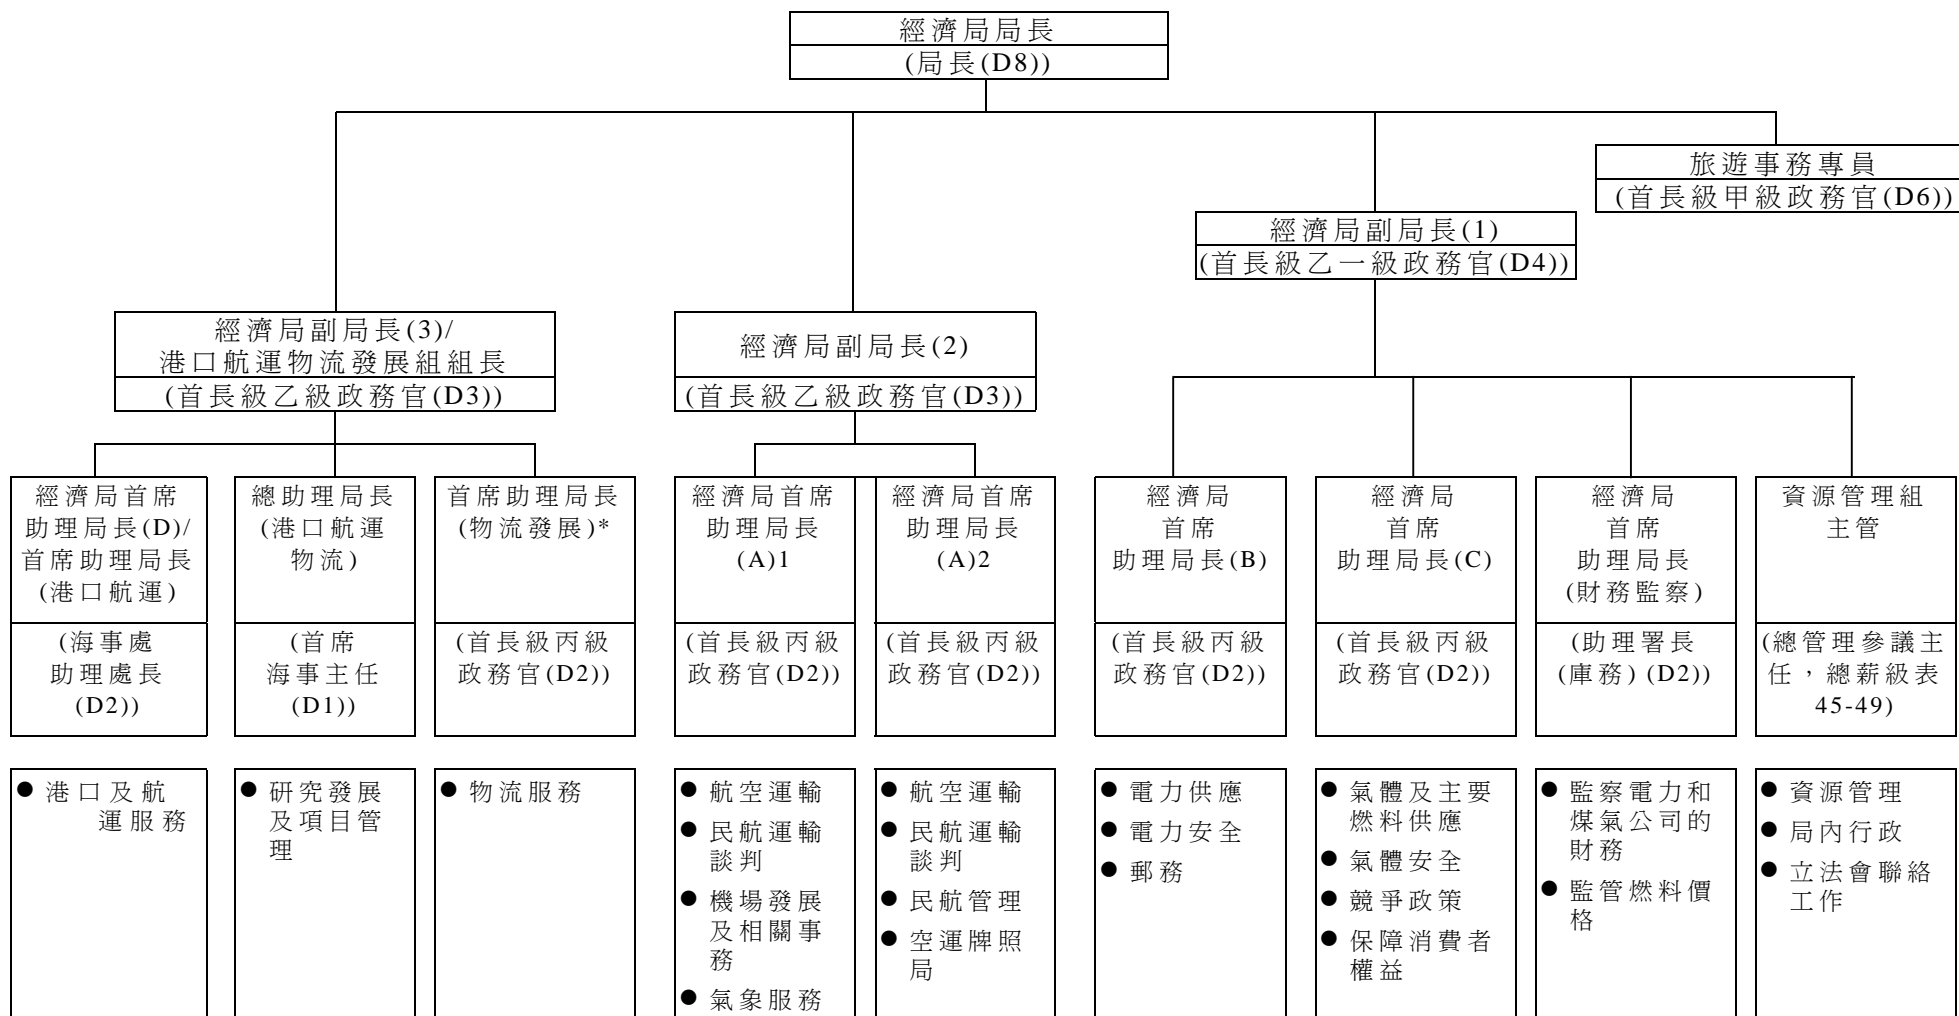 經濟局局長
(局長(D8))
旅遊事務專員
(首長級甲級政務官(D6))
經濟局副局長(1)
(首長級乙一級政務官(D4))
經濟局副局長(3)/
港口航運物流發展組組長
(首長級乙級政務官(D3))
經濟局副局長(2)
(首長級乙級政務官(D3))
經濟局首席
助理局長(D)/
首席助理局長
(港口航運)
(海事處
助理處長
(D2))
總助理局長
(港口航運
物流)
(首席
海事主任
(D1))
首席助理局長
(物流發展)*
(首長級丙級
政務官(D2))
經濟局首席
助理局長
(A)1
(首長級丙級
政務官(D2))
經濟局首席
助理局長
(A)2
(首長級丙級
政務官(D2))
經濟局
首席
助理局長(B)
(首長級丙級
政務官(D2))
經濟局
首席
助理局長(C)
(首長級丙級
政務官(D2))
經濟局
首席
助理局長
(財務監察)
(助理署長
(庫務)(D2))
資源管理組
主管
(總管理參議主
任，總薪級表
45-49)
● 港口及航
運服務
● 研究發展
及項目管
理
● 物流服務
● 航空運輸
● 民航運輸
談判
● 機場發展
及相關事
務
● 氣象服務
● 航空運輸
● 民航運輸
談判
● 民航管理
● 空運牌照
局
● 電力供應
● 電力安全
● 郵務
● 氣體及主要
燃料供應
● 氣體安全
● 競爭政策
● 保障消費者
權益
● 監察電力和
煤氣公司的
財務
● 監管燃料價
格
● 資源管理
● 局內行政
● 立法會聯絡
工作